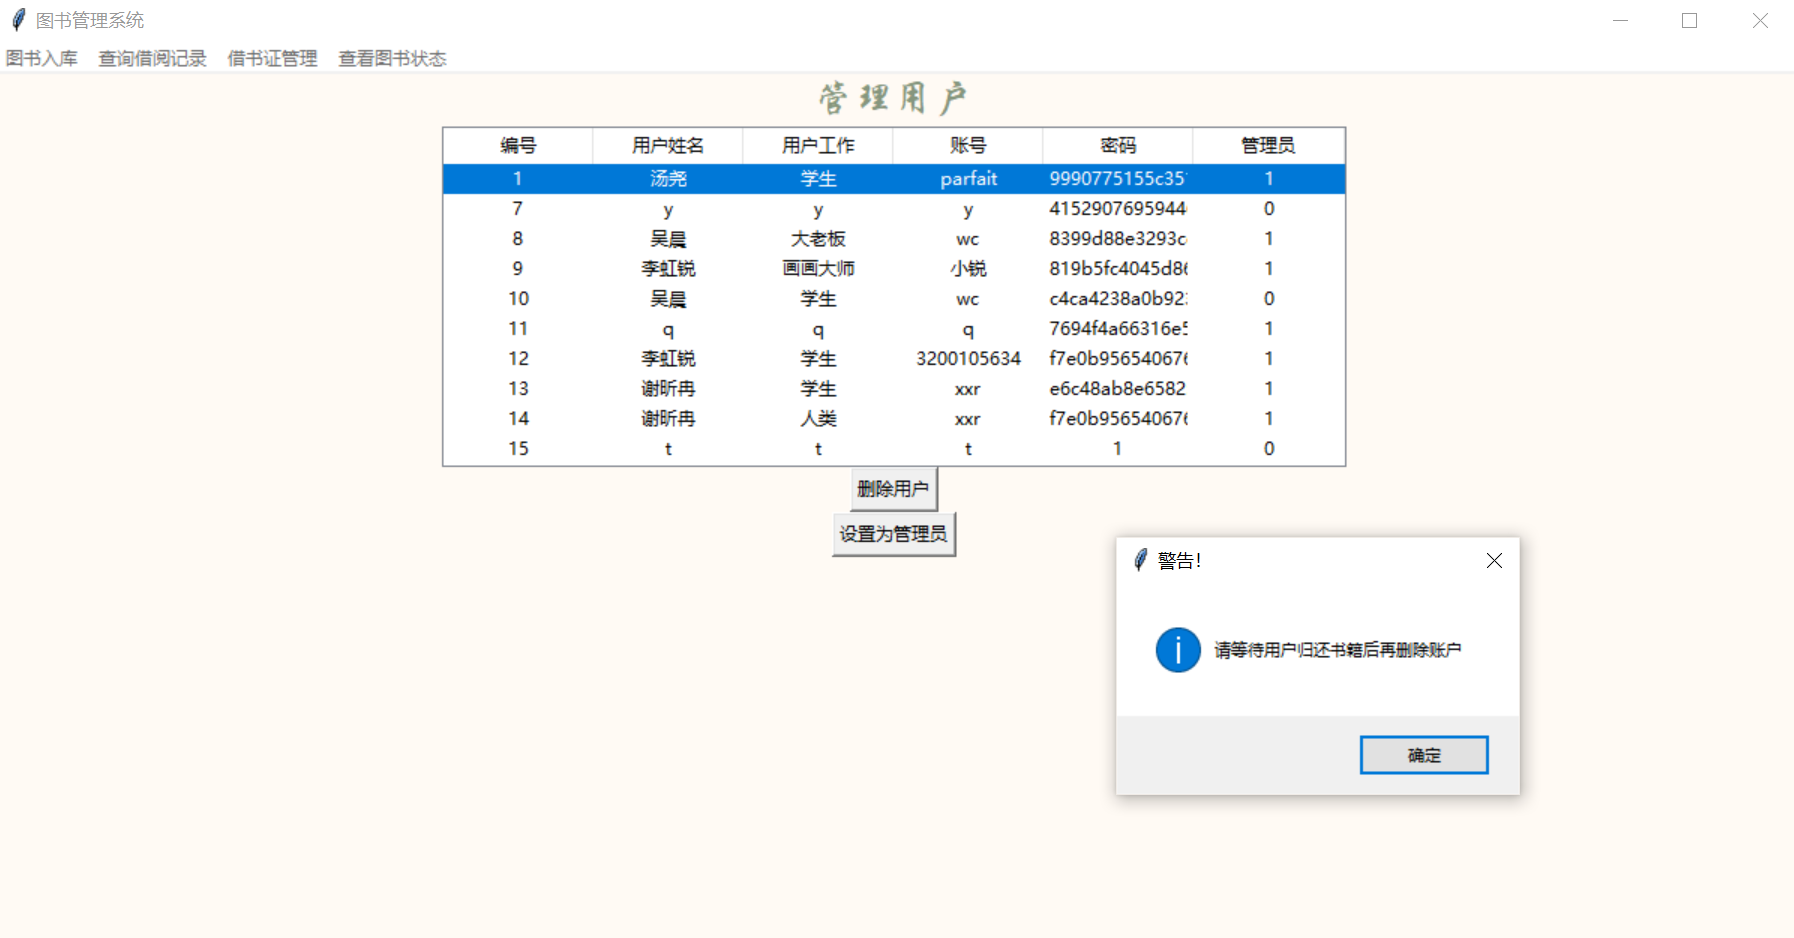 图书管理系统
图书入库 查询借阅记录 借书证管理 查看图书状态
管理用户
编号 用户姓名 用户工作 账号 密码 管理员
1 汤尧 学生 parfait 9990775155c35 1
7 y y y 4152907695944 0
8 吴晨 大老板 wc 8399d88e3293c 1
9 李虹锐 画画大师 小锐 819b5fc4045d8 1
10 吴晨 学生 wc c4ca4238a0b92 0
11 q q q 7694f4a66316e5 1
12 李虹锐 学生 3200105634 f7e0b95654067 1
13 谢昕冉 学生 xxr e6c48ab8e6582 1
14 谢昕冉 人类 xxr f7e0b95654067 1
15 t t t 1 0
删除用户
设置为管理员
警告!
请等待用户归还书籍后再删除账户
确定